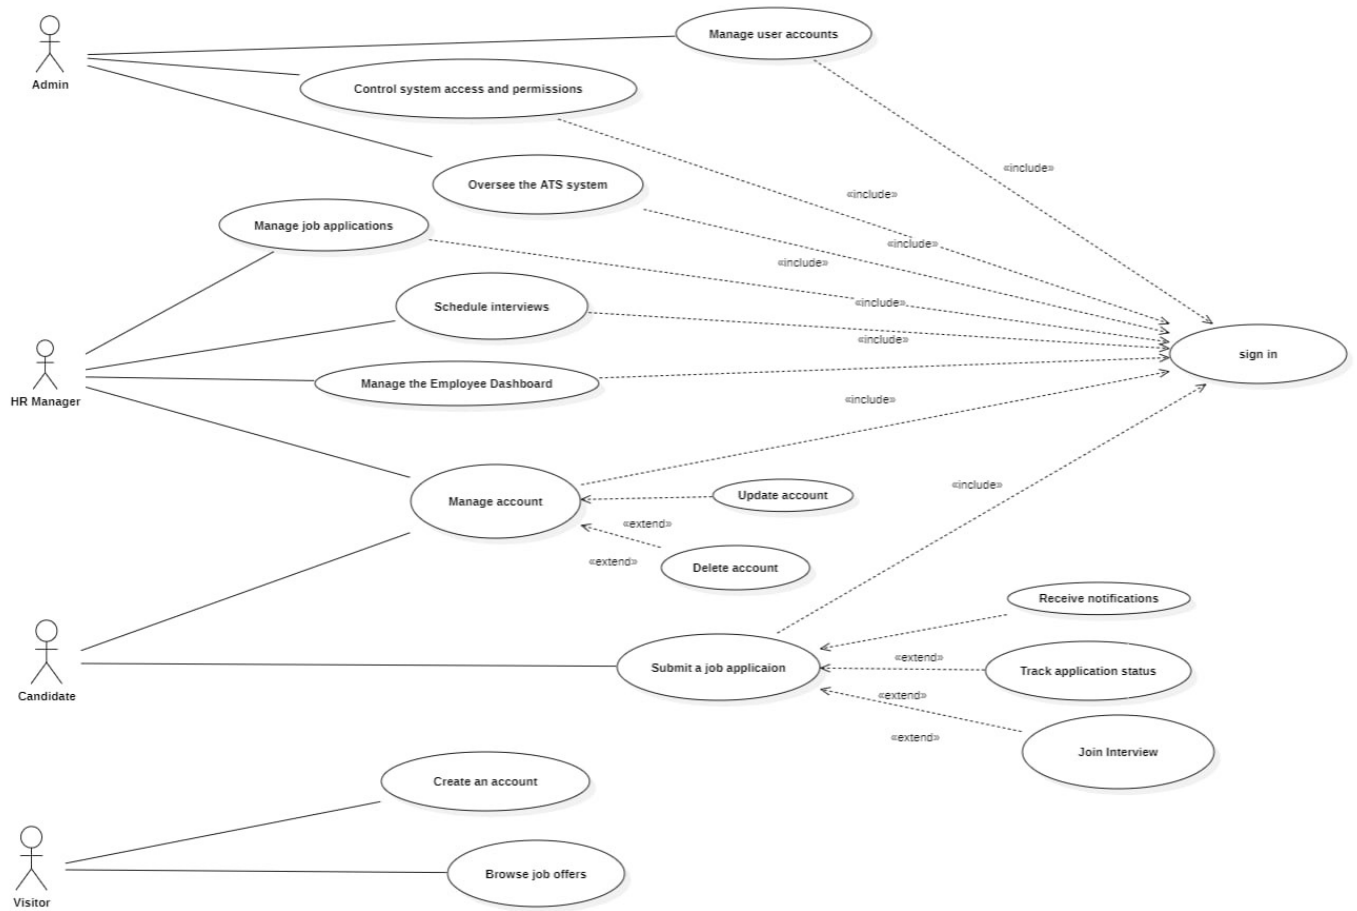 Manage user accounts
Admin
Control system access and permissions
«include»
Oversee the ATS system
«include»
Manage job applications
«include»
«include»
Schedule interviews
«include»
«include»
sign in
Manage the Employee Dashboard
HR Manager
«include»
«include»
Manage account
Update account
«extend»
«extend»
Delete account
Receive notifications
Submit a job applicaion
«extend»
Track application status
Candidate
«extend»
«extend»
Join Interview
Create an account
Browse job offers
Visitor